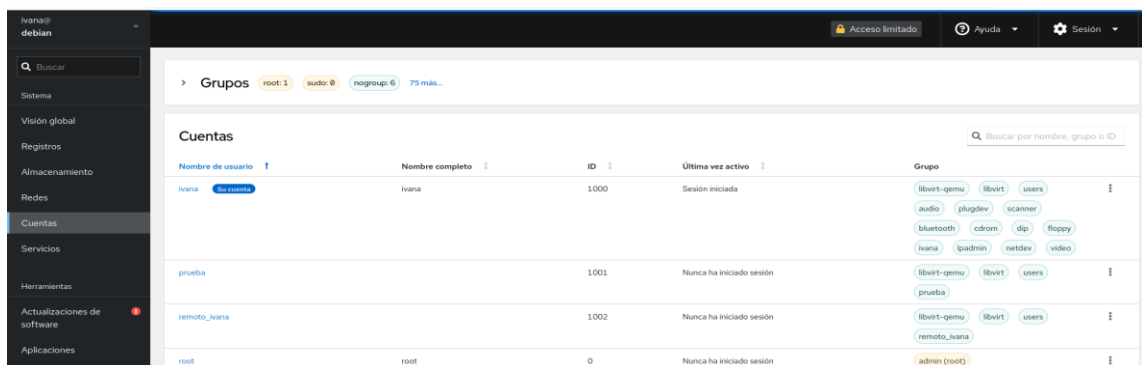 ivana@
debian
Acceso limitado
Ayuda
Sesión
Buscar
Sistema
Visión global
Registros
Almacenamiento
Redes
Cuentas
Servicios
Herramientas
Actualizaciones de
software
Aplicaciones
Grupos root: 1 sudo: 0 nogroup: 6 75 más...
Cuentas
Buscar por nombre, grupo o ID
Nombre de usuario Nombre completo ID Última vez activo Grupo
ivana Su cuenta ivana 1000 Sesión iniciada libvirt-qemu libvirt users
audio plugdev scanner
bluetooth cdrom dip floppy
ivana lpadmin netdev video
prueba 1001 Nunca ha iniciado sesión libvirt-qemu libvirt users
prueba
remoto_ivana 1002 Nunca ha iniciado sesión libvirt-qemu libvirt users
remoto_ivana
root root 0 Nunca ha iniciado sesión admin (root)